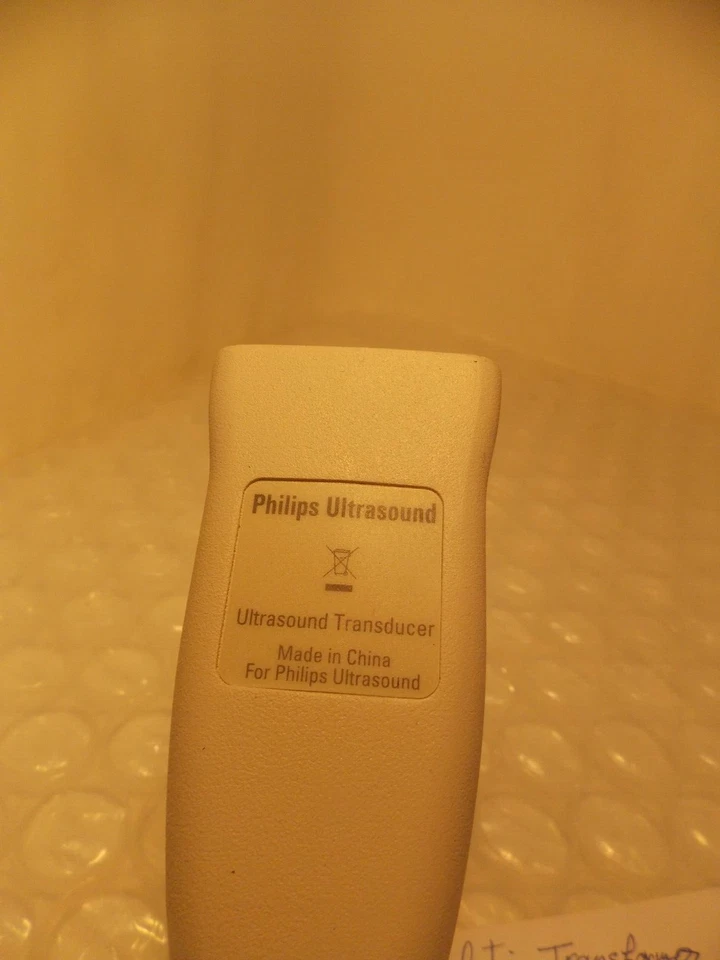 Philips Ultrasound
Ultrasound Transducer
Made in China
For Philips Ultrasound